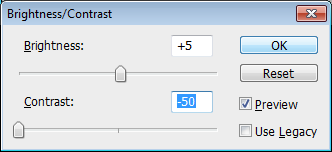 Brightness/Contrast
Brightness: +5 OK
Reset
Contrast: -50 Preview
Use Legacy